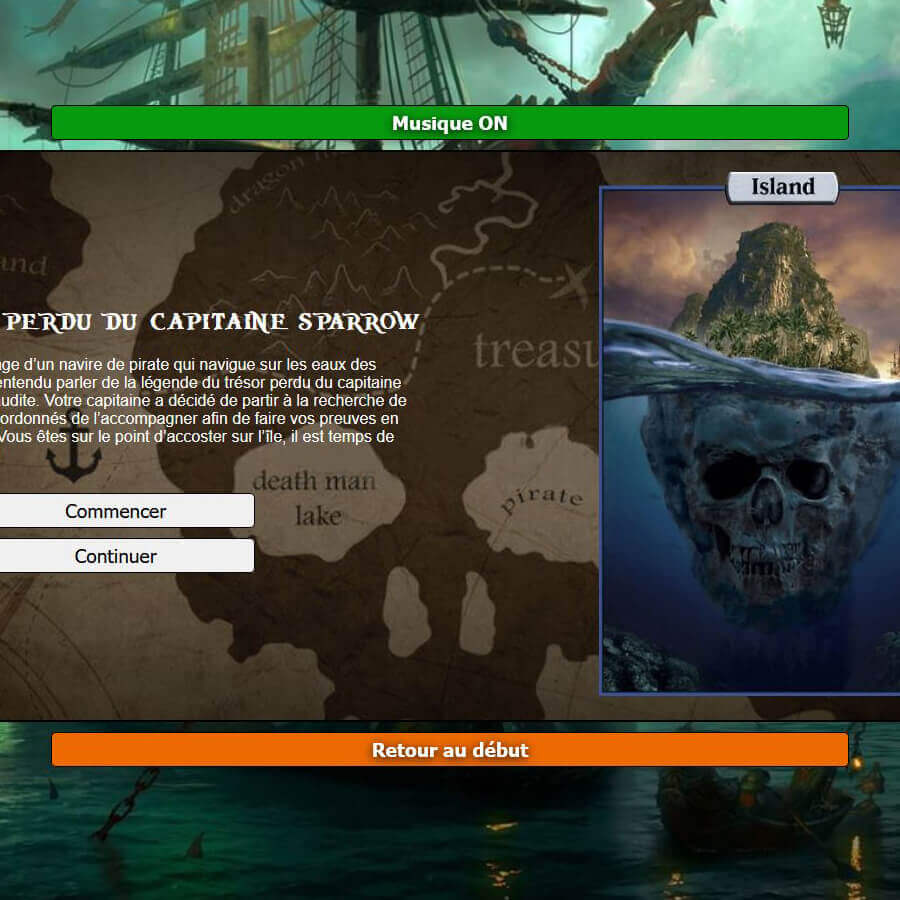 Musique ON
dragon
Island
and
PERDU DU CAPITAINE SPARROW
treasu
nge d'un navire de pirate qui navigue sur les eaux des
entendu parler de la légende du trésor perdu du capitaine
audite. Votre capitaine a décidé de partir à la recherche de
ordonnés de l'accompagner afin de faire vos preuves en
Vous êtes sur le point d'accoster sur l'île, il est temps de
death man
lake
pirate
Commencer
Continuer
Retour au début